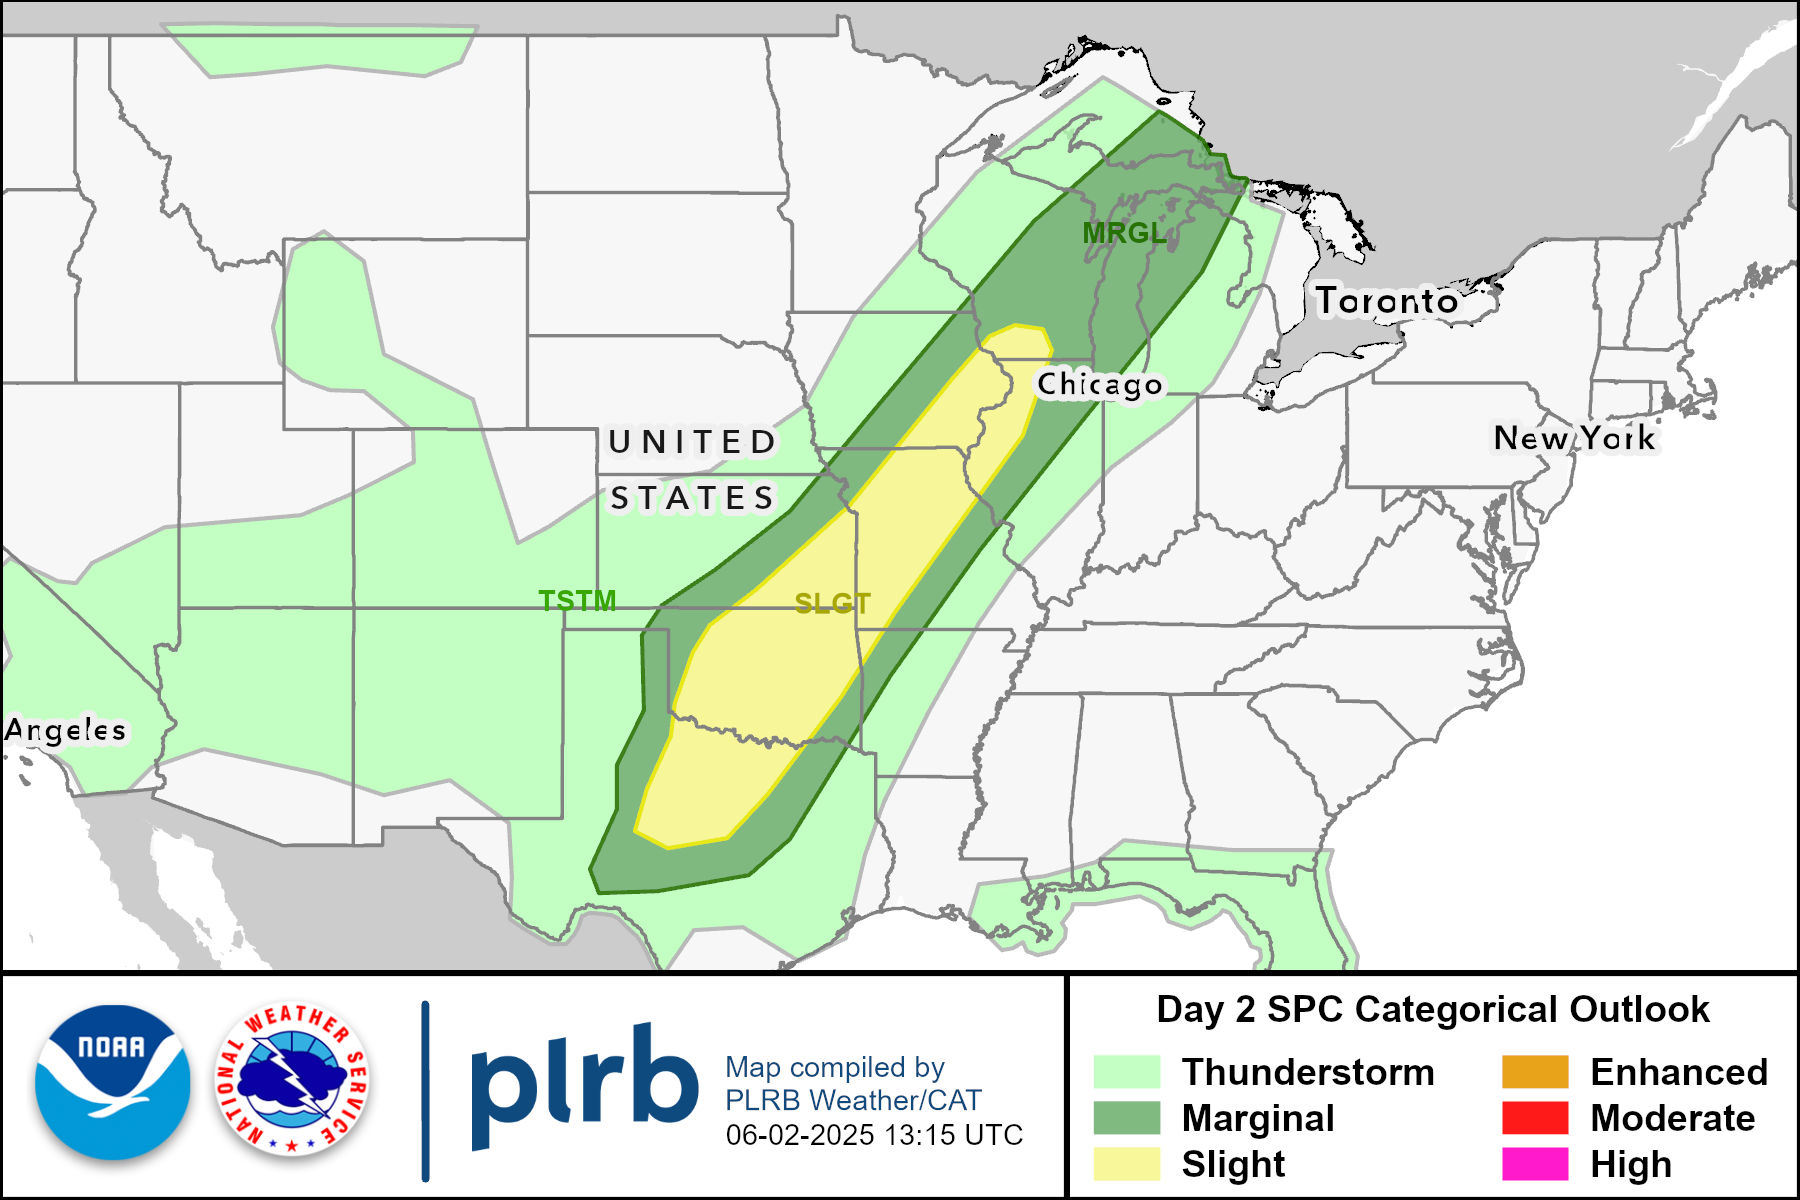 MRGL
Toronto
Chicago
UNITED
New York
STATES
TSTM
SLGT
Angeles
NOAA
NATIONAL WEATHER SERVICE
plrb
Map compiled by
PLRB Weather/CAT
06-02-2025 13:15 UTC
Day 2 SPC Categorical Outlook
Thunderstorm
Enhanced
Marginal
Moderate
Slight
High